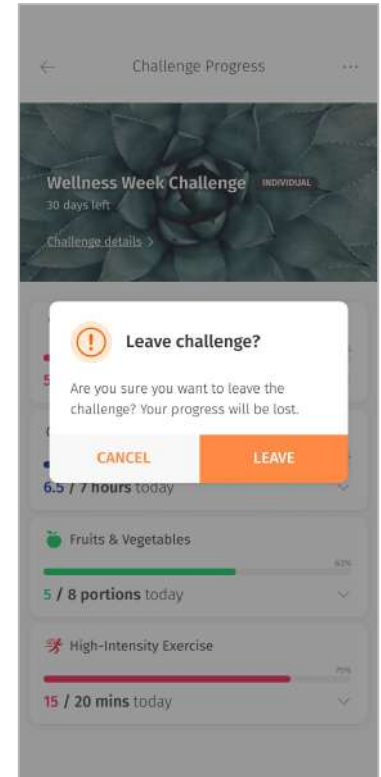 Challenge Progress
Wellness Week Challenge INDIVIDUAL
30 days left
Challenge details >
Leave challenge?
Are you sure you want to leave the
challenge? Your progress will be lost.
CANCEL LEAVE
6.5 / 7 hours today
Fruits & Vegetables
63%
5 / 8 portions today
High-Intensity Exercise
75%
15 / 20 mins today